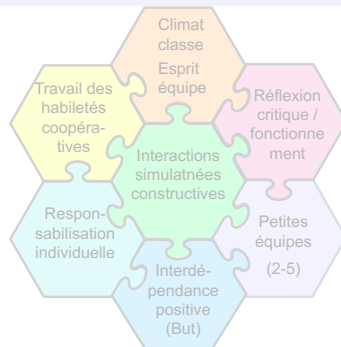 Climat
classe
Esprit
équipe
Travail des
habiletés
coopéra-
tives
Réflexion
critique /
fonctionne
ment
Interactions
simulatnées
constructives
Respon-
sabilisation
individuelle
Petites
équipes
(2-5)
Interdé-
pendance
positive
(But)